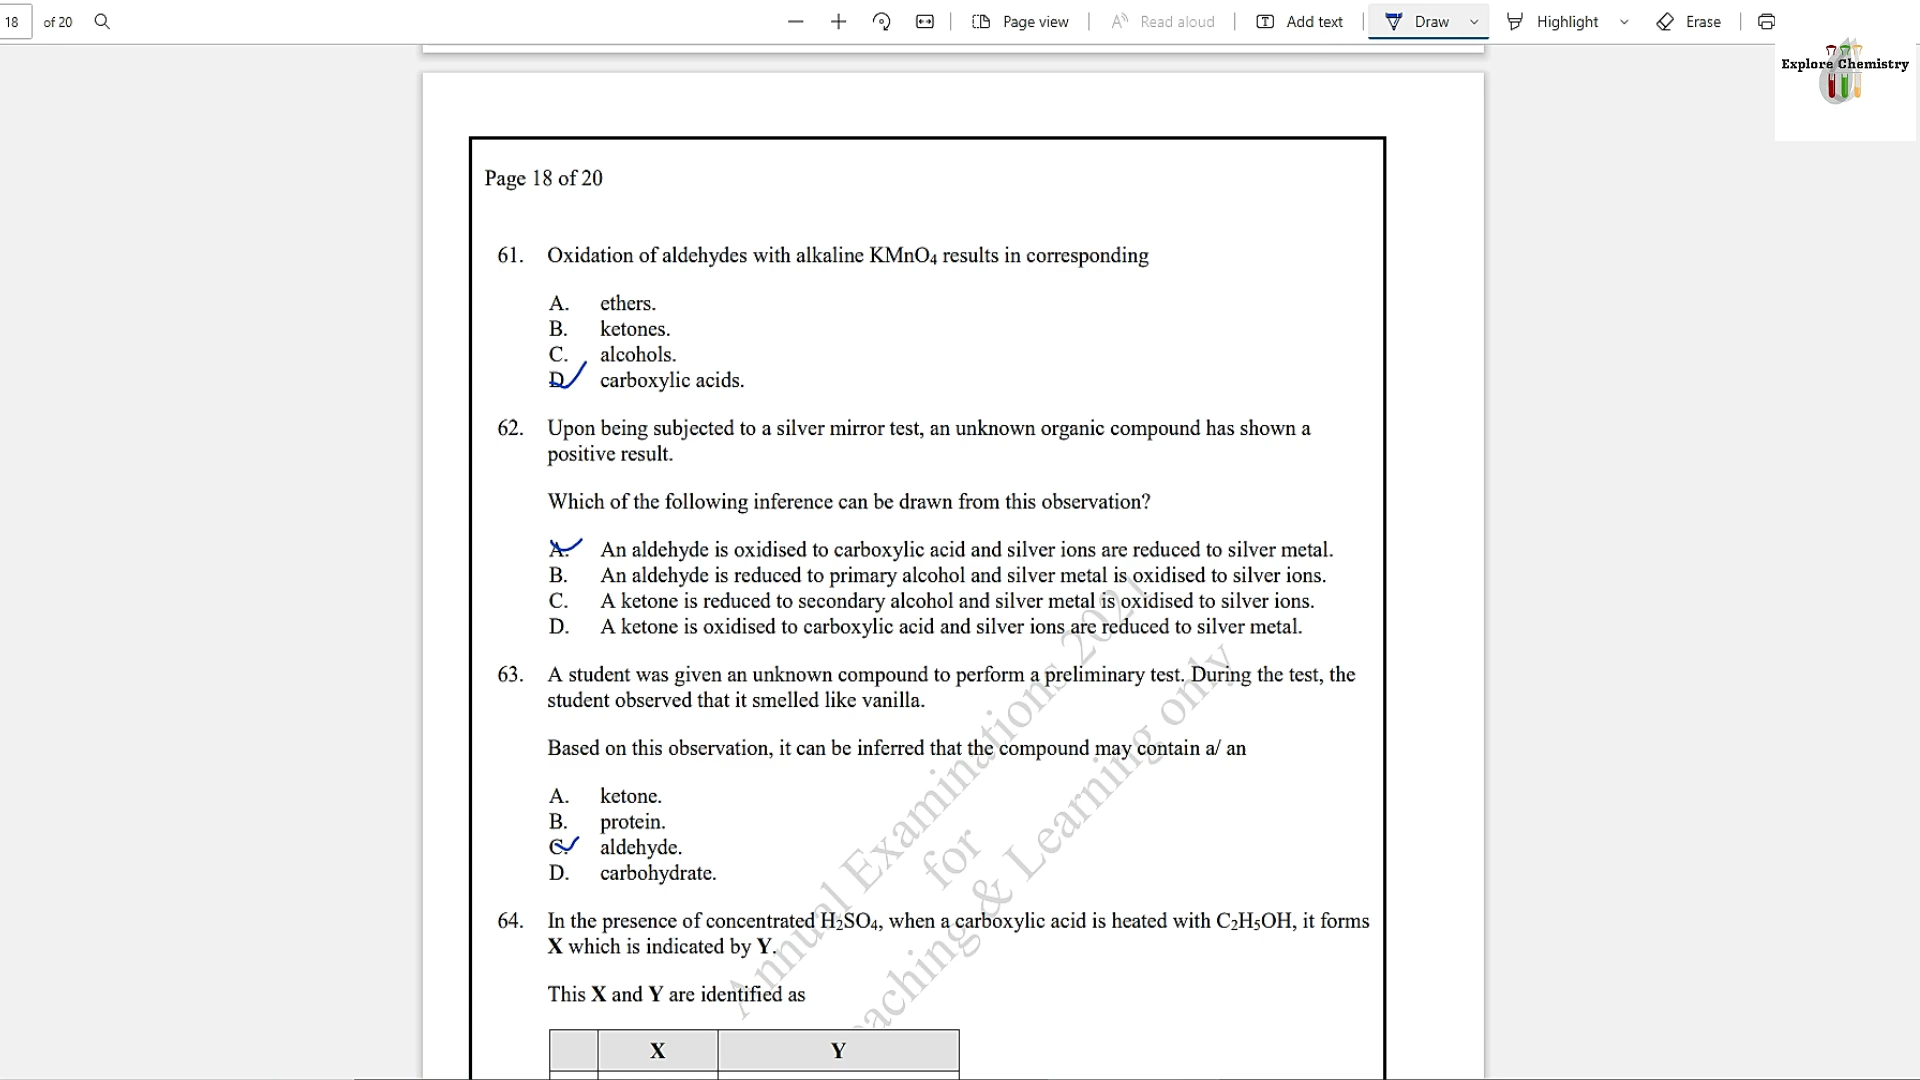 18 of 20 Page view Read aloud Add text Draw Highlight Erase
Explore Chemistry
Page 18 of 20
61. Oxidation of aldehydes with alkaline KMnO₄ results in corresponding
A. ethers.
B. ketones.
C. alcohols.
D. carboxylic acids.
62. Upon being subjected to a silver mirror test, an unknown organic compound has shown a
positive result.
Which of the following inference can be drawn from this observation?
A. An aldehyde is oxidised to carboxylic acid and silver ions are reduced to silver metal.
B. An aldehyde is reduced to primary alcohol and silver metal is oxidised to silver ions.
C. A ketone is reduced to secondary alcohol and silver metal is oxidised to silver ions.
D. A ketone is oxidised to carboxylic acid and silver ions are reduced to silver metal.
63. A student was given an unknown compound to perform a preliminary test. During the test, the
student observed that it smelled like vanilla.
Based on this observation, it can be inferred that the compound may contain a/ an
A. ketone.
B. protein.
C. aldehyde.
D. carbohydrate.
64. In the presence of concentrated H₂SO₄, when a carboxylic acid is heated with C₂H₅OH, it forms
X which is indicated by Y.
This X and Y are identified as
X Y
Annual Examinations 2021
for
aching & Learning only